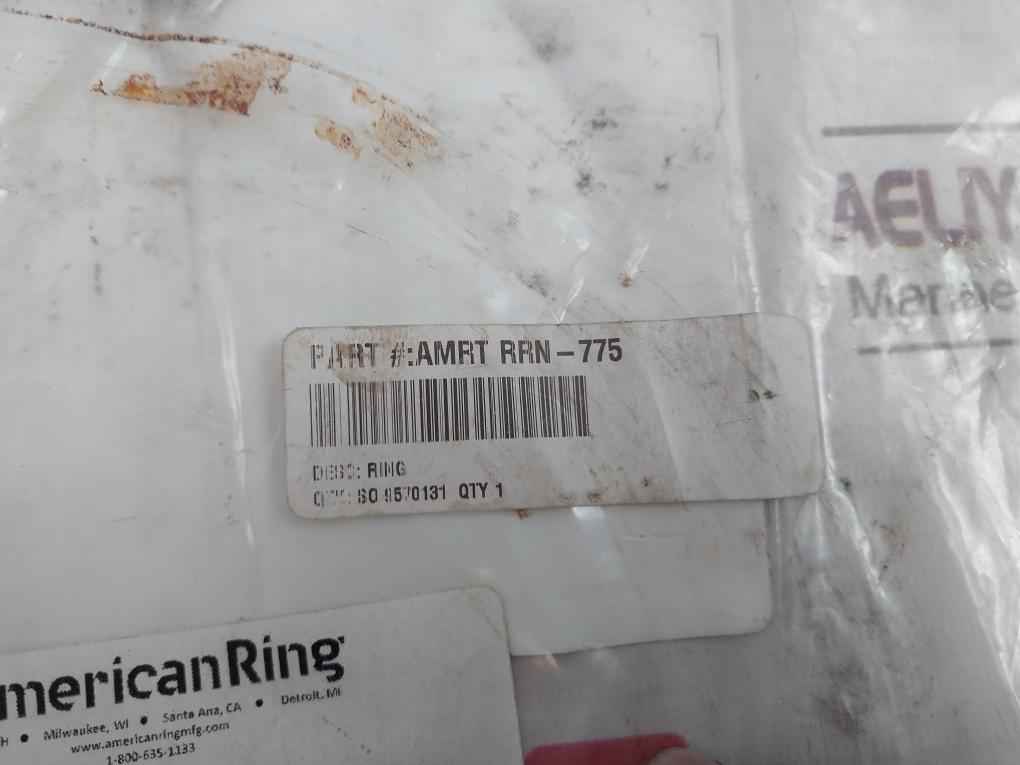 AELIY
Marine
PART #:AMRT RRN-775
DESC: RING
SO 9570131 QTY 1
mericanRing
H • Milwaukee, WI • Santa Ana, CA • Detroit, MI
www.americanringmfg.com
1-800-635-1133